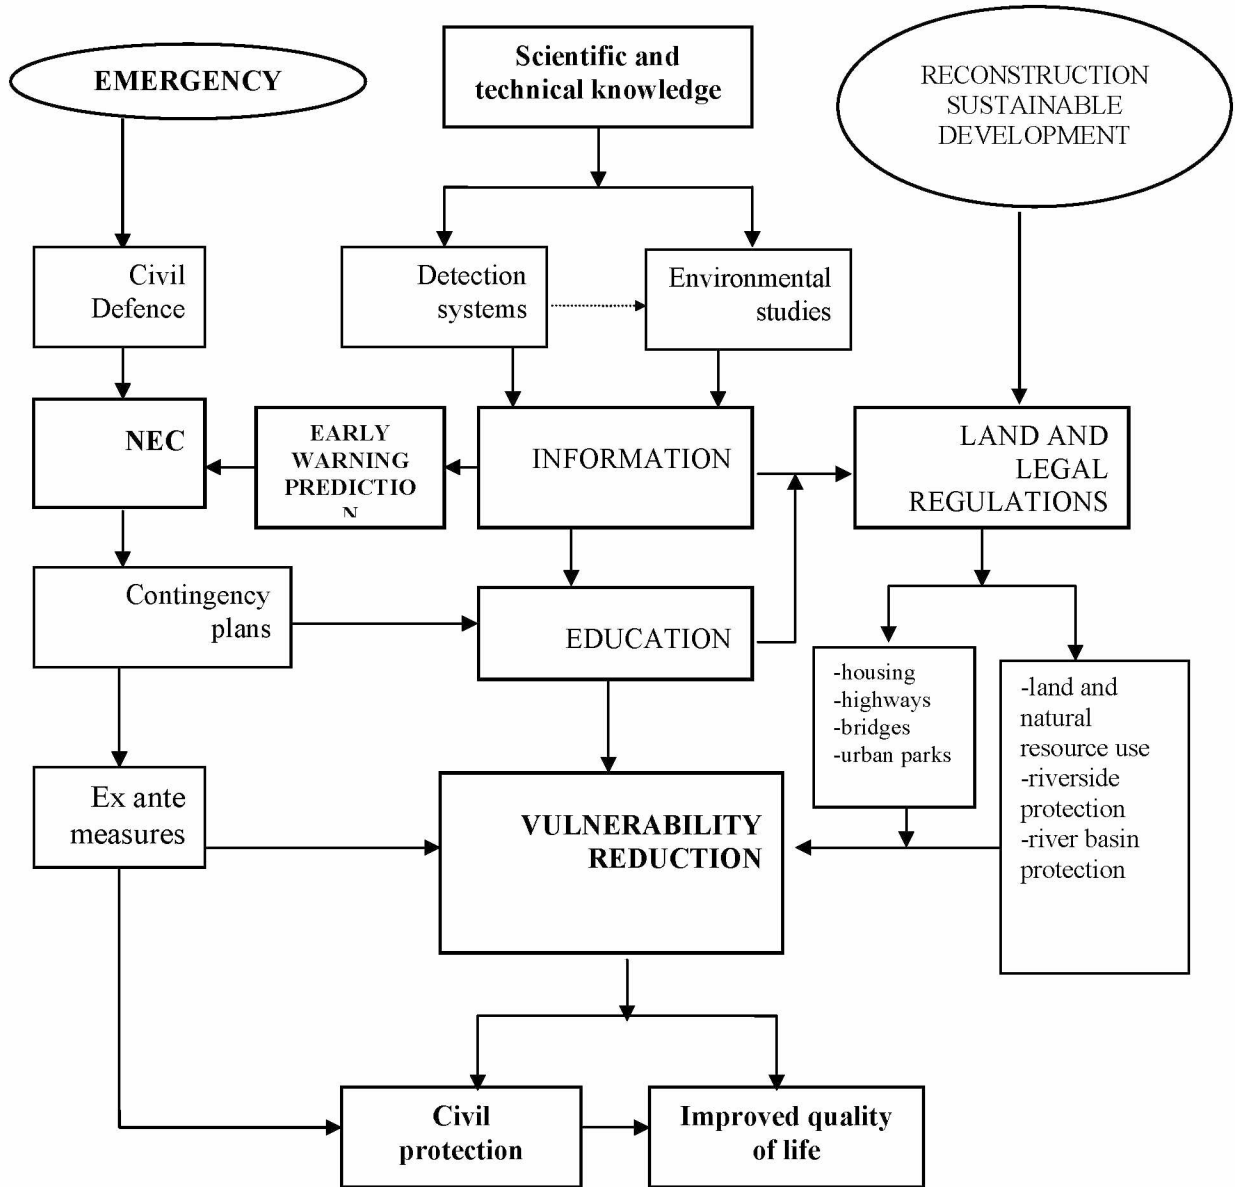 EMERGENCY
Scientific and
technical knowledge
RECONSTRUCTION
SUSTAINABLE
DEVELOPMENT
Civil
Defence
Detection
systems
Environmental
studies
NEC
EARLY
WARNING
PREDICTIO
N
INFORMATION
LAND AND
LEGAL
REGULATIONS
Contingency
plans
EDUCATION
-housing
-highways
-bridges
-urban parks
-land and
natural
resource use
-riverside
protection
-river basin
protection
Ex ante
measures
VULNERABILITY
REDUCTION
Civil
protection
Improved quality
of life